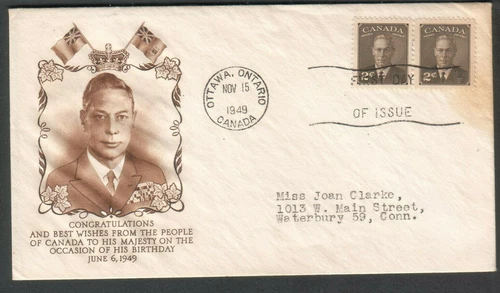 CANADA
CANADA
2¢
2¢
OTTAWA, ONTARIO
NOV 15
1949
CANADA
FIRST DAY
OF ISSUE
Miss Joan Clarke,
1013 W. Main Street,
Waterbury 59, Conn.
CONGRATULATIONS
AND BEST WISHES FROM THE PEOPLE
OF CANADA TO HIS MAJESTY ON THE
OCCASION OF HIS BIRTHDAY
JUNE 6, 1949